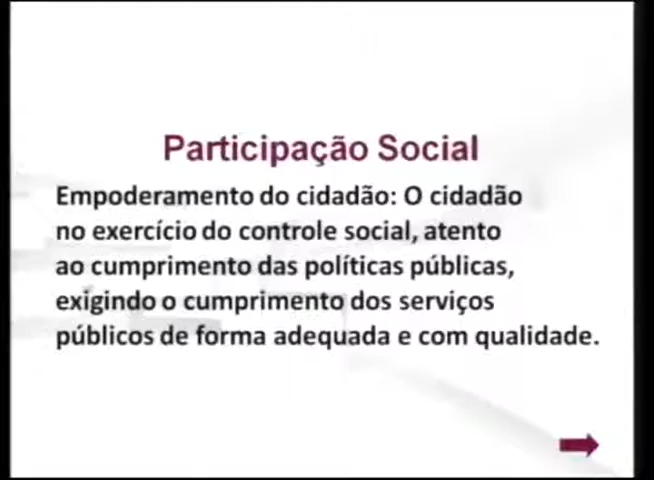 Participação Social
Empoderamento do cidadão: O cidadão
no exercício do controle social, atento
ao cumprimento das políticas públicas,
exigindo o cumprimento dos serviços
públicos de forma adequada e com qualidade.